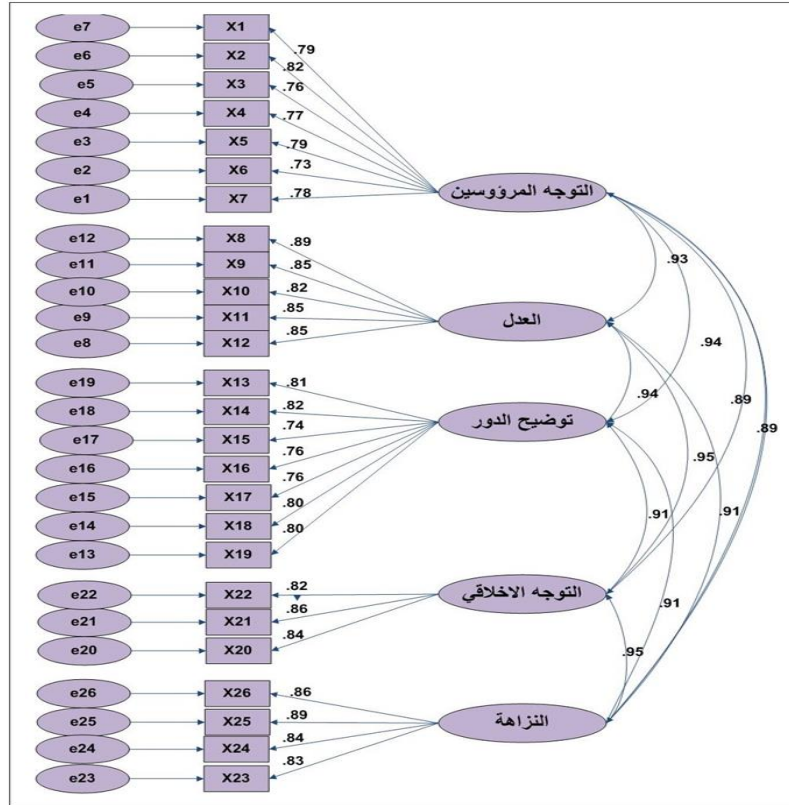 e7 X1 .79
e6 X2 .82
e5 X3 .76
e4 X4 .77
e3 X5 .79
e2 X6 .73
e1 X7 .78
التوجه المرؤوسين
e12 X8 .89
e11 X9 .85
e10 X10 .82
e9 X11 .85
e8 X12 .85
العدل
e19 X13 .81
e18 X14 .82
e17 X15 .74
e16 X16 .76
e15 X17 .76
e14 X18 .80
e13 X19 .80
توضيح الدور
e22 X22 .82
e21 X21 .86
e20 X20 .84
التوجه الاخلاقي
e26 X26 .86
e25 X25 .89
e24 X24 .84
e23 X23 .83
النزاهة
.93
.94
.89
.89
.94
.95
.91
.91
.91
.95